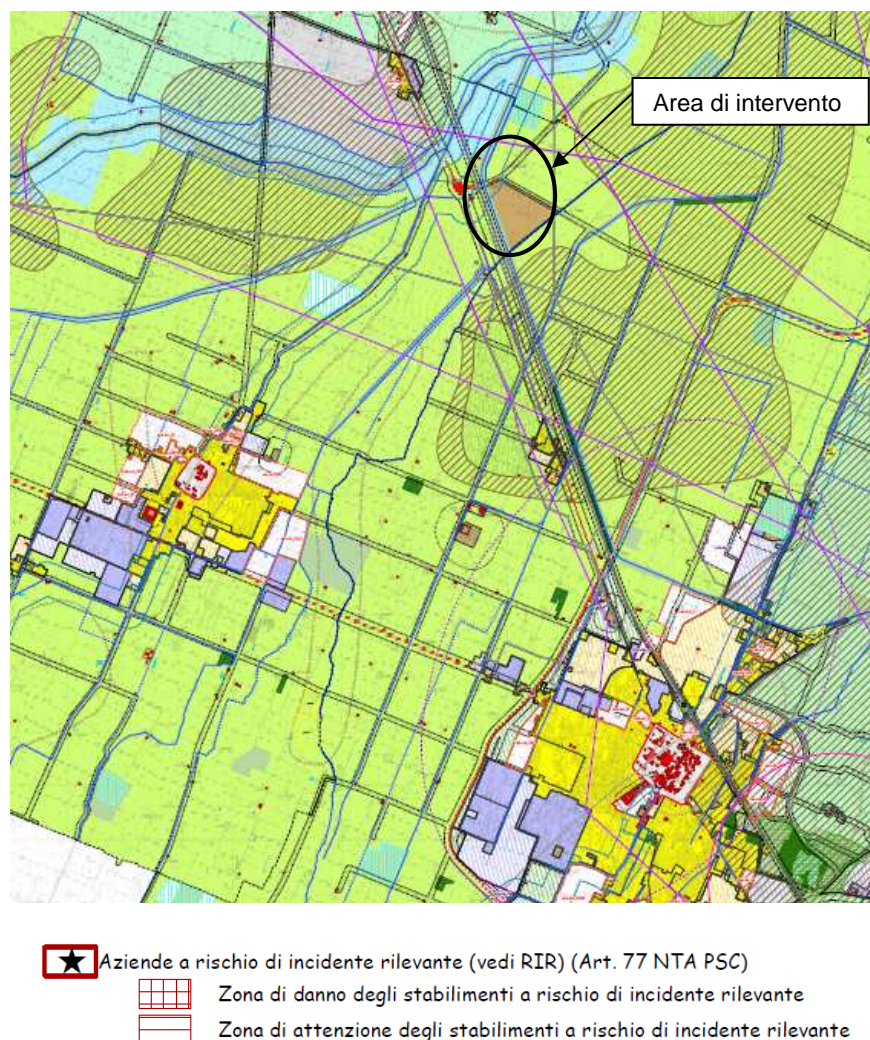 Area di intervento
Aziende a rischio di incidente rilevante (vedi RIR) (Art. 77 NTA PSC)
Zona di danno degli stabilimenti a rischio di incidente rilevante
Zona di attenzione degli stabilimenti a rischio di incidente rilevante